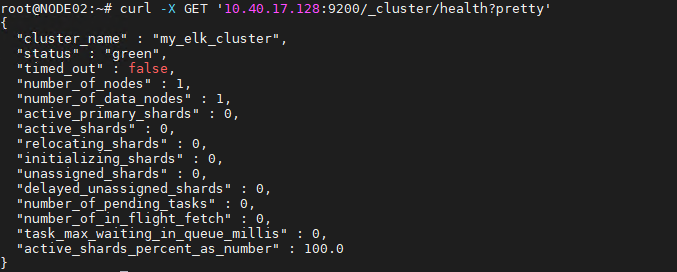 root@NODE02:~# curl -X GET '10.40.17.128:9200/_cluster/health?pretty'
{
  "cluster_name" : "my_elk_cluster",
  "status" : "green",
  "timed_out" : false,
  "number_of_nodes" : 1,
  "number_of_data_nodes" : 1,
  "active_primary_shards" : 0,
  "active_shards" : 0,
  "relocating_shards" : 0,
  "initializing_shards" : 0,
  "unassigned_shards" : 0,
  "delayed_unassigned_shards" : 0,
  "number_of_pending_tasks" : 0,
  "number_of_in_flight_fetch" : 0,
  "task_max_waiting_in_queue_millis" : 0,
  "active_shards_percent_as_number" : 100.0
}